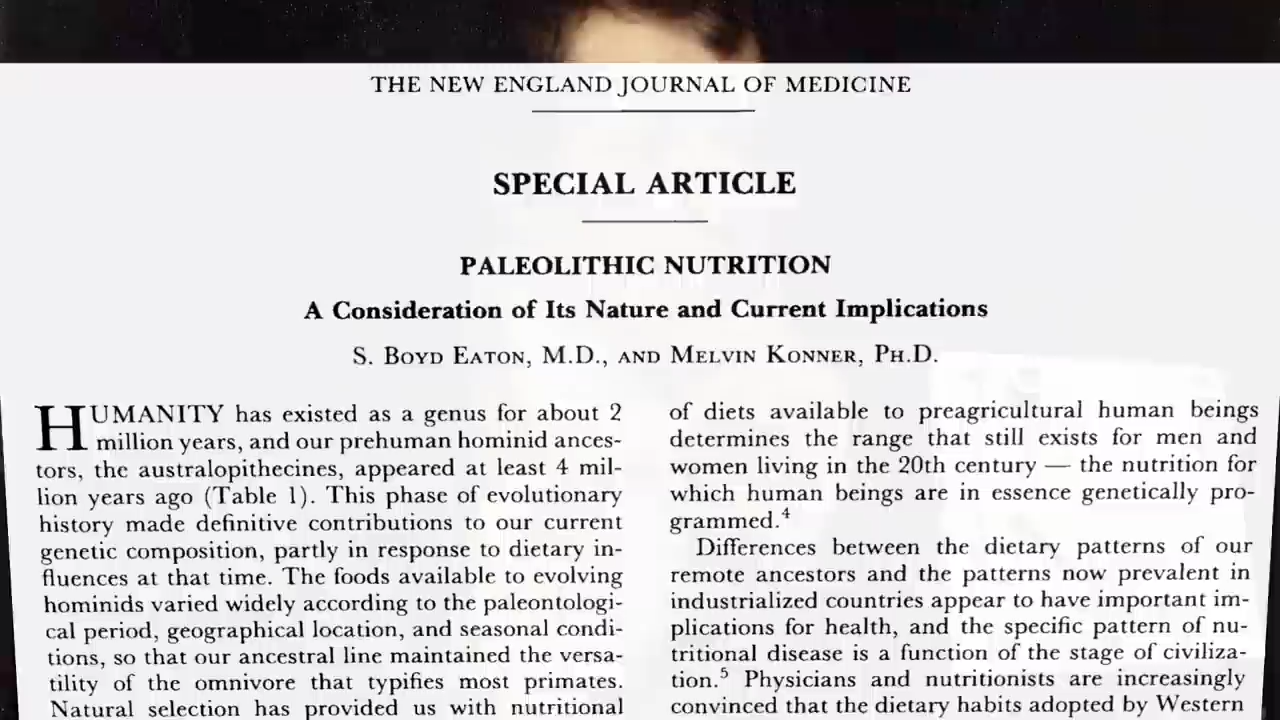 THE NEW ENGLAND JOURNAL OF MEDICINE
SPECIAL ARTICLE
PALEOLITHIC NUTRITION
A Consideration of Its Nature and Current Implications
S. BOYD EATON, M.D., AND MELVIN KONNER, PH.D.
HUMANITY has existed as a genus for about 2
million years, and our prehuman hominid ances-
tors, the australopithecines, appeared at least 4 mil-
lion years ago (Table 1). This phase of evolutionary
history made definitive contributions to our current
genetic composition, partly in response to dietary in-
fluences at that time. The foods available to evolving
hominids varied widely according to the paleontologi-
cal period, geographical location, and seasonal condi-
tions, so that our ancestral line maintained the versa-
tility of the omnivore that typifies most primates.
Natural selection has provided us with nutritional
of diets available to preagricultural human beings
determines the range that still exists for men and
women living in the 20th century — the nutrition for
which human beings are in essence genetically pro-
grammed.4
Differences between the dietary patterns of our
remote ancestors and the patterns now prevalent in
industrialized countries appear to have important im-
plications for health, and the specific pattern of nu-
tritional disease is a function of the stage of civiliza-
tion.5 Physicians and nutritionists are increasingly
convinced that the dietary habits adopted by Western